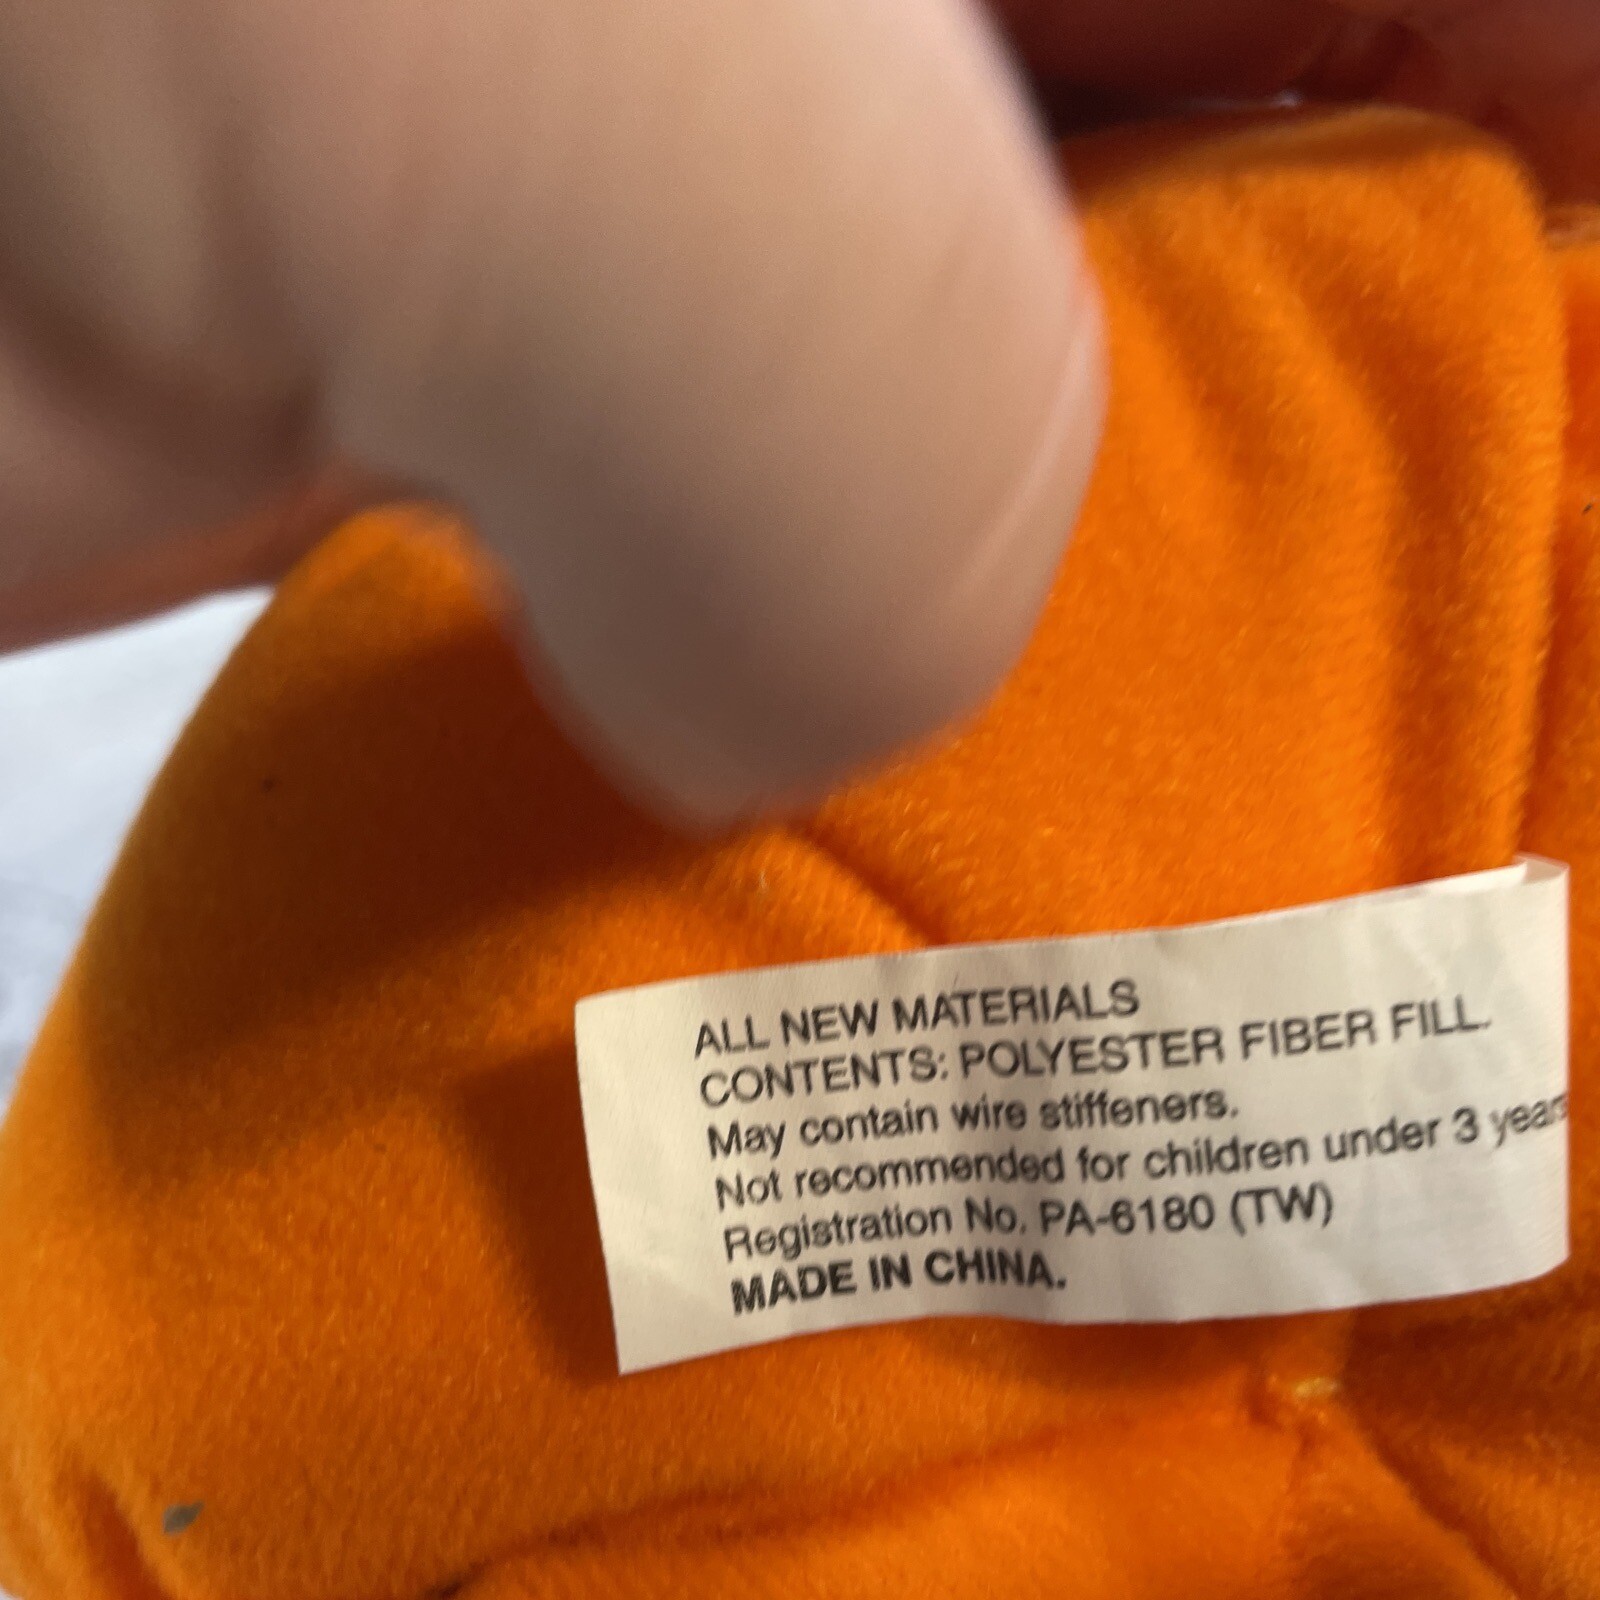 ALL NEW MATERIALS
CONTENTS: POLYESTER FIBER FILL.
May contain wire stiffeners.
Not recommended for children under 3 years
Registration No. PA-6180 (TW)
MADE IN CHINA.